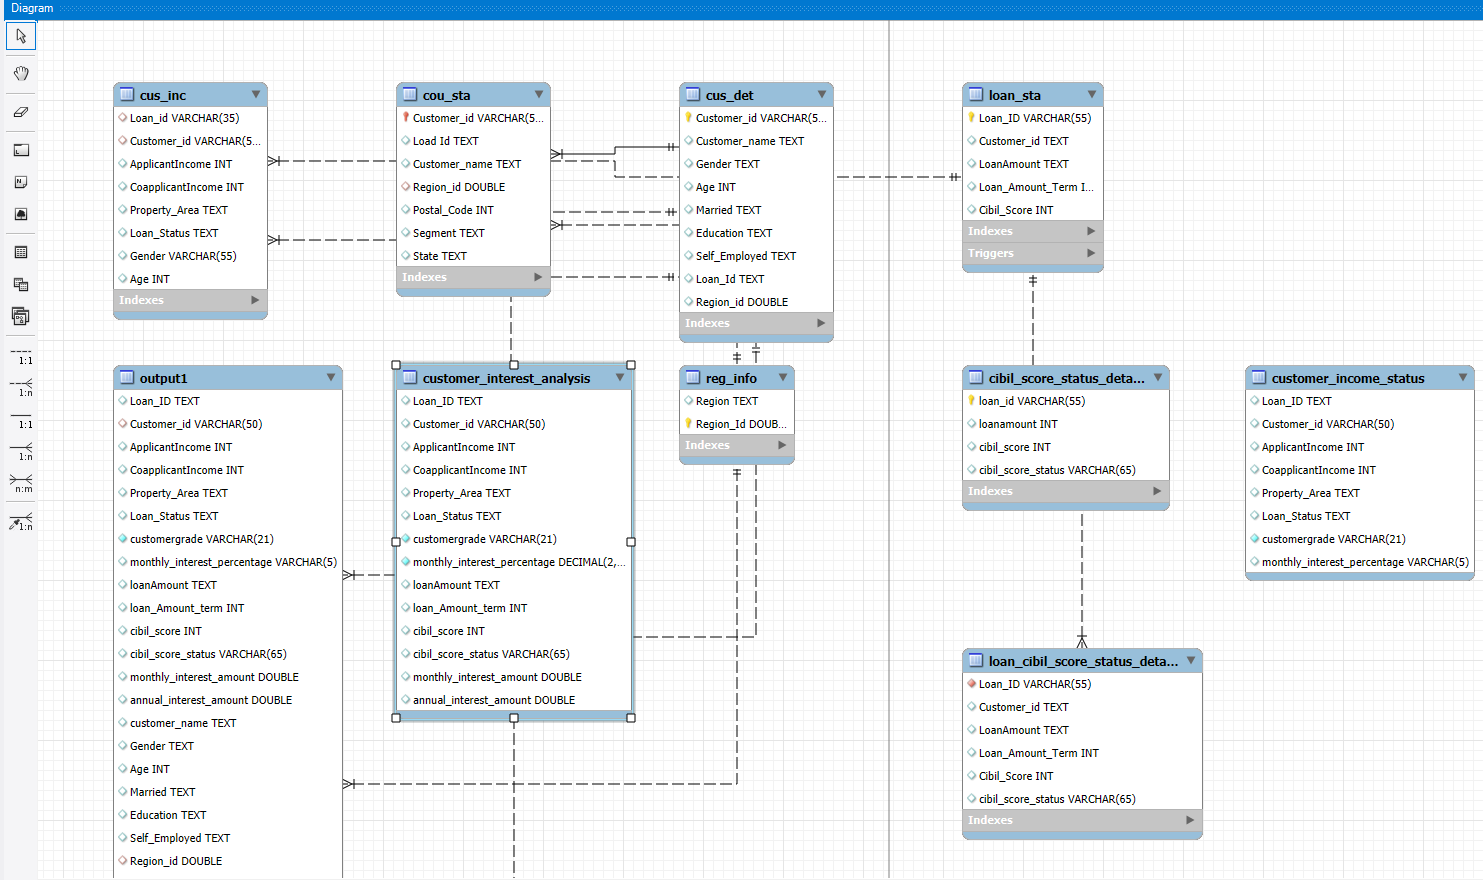 Diagram
1:1
1:n
1:1
1:n
n:m
1:n
cus_inc
Loan_id VARCHAR(35)
Customer_id VARCHAR(5...
ApplicantIncome INT
CoapplicantIncome INT
Property_Area TEXT
Loan_Status TEXT
Gender VARCHAR(55)
Age INT
Indexes
cou_sta
Customer_id VARCHAR(5...
Load Id TEXT
Customer_name TEXT
Region_id DOUBLE
Postal_Code INT
Segment TEXT
State TEXT
Indexes
cus_det
Customer_id VARCHAR(5...
Customer_name TEXT
Gender TEXT
Age INT
Married TEXT
Education TEXT
Self_Employed TEXT
Loan_Id TEXT
Region_id DOUBLE
Indexes
loan_sta
Loan_ID VARCHAR(55)
Customer_id TEXT
LoanAmount TEXT
Loan_Amount_Term I...
Cibil_Score INT
Indexes
Triggers
output1
Loan_ID TEXT
Customer_id VARCHAR(50)
ApplicantIncome INT
CoapplicantIncome INT
Property_Area TEXT
Loan_Status TEXT
customergrade VARCHAR(21)
monthly_interest_percentage VARCHAR(5)
loanAmount TEXT
loan_Amount_term INT
cibil_score INT
cibil_score_status VARCHAR(65)
monthly_interest_amount DOUBLE
annual_interest_amount DOUBLE
customer_name TEXT
Gender TEXT
Age INT
Married TEXT
Education TEXT
Self_Employed TEXT
Region_id DOUBLE
customer_interest_analysis
Loan_ID TEXT
Customer_id VARCHAR(50)
ApplicantIncome INT
CoapplicantIncome INT
Property_Area TEXT
Loan_Status TEXT
customergrade VARCHAR(21)
monthly_interest_percentage DECIMAL(2,...
loanAmount TEXT
loan_Amount_term INT
cibil_score INT
cibil_score_status VARCHAR(65)
monthly_interest_amount DOUBLE
annual_interest_amount DOUBLE
reg_info
Region TEXT
Region_Id DOUB...
Indexes
cibil_score_status_deta...
loan_id VARCHAR(55)
loanamount INT
cibil_score INT
cibil_score_status VARCHAR(65)
Indexes
customer_income_status
Loan_ID TEXT
Customer_id VARCHAR(50)
ApplicantIncome INT
CoapplicantIncome INT
Property_Area TEXT
Loan_Status TEXT
customergrade VARCHAR(21)
monthly_interest_percentage VARCHAR(5)
loan_cibil_score_status_deta...
Loan_ID VARCHAR(55)
Customer_id TEXT
LoanAmount TEXT
Loan_Amount_Term INT
Cibil_Score INT
cibil_score_status VARCHAR(65)
Indexes